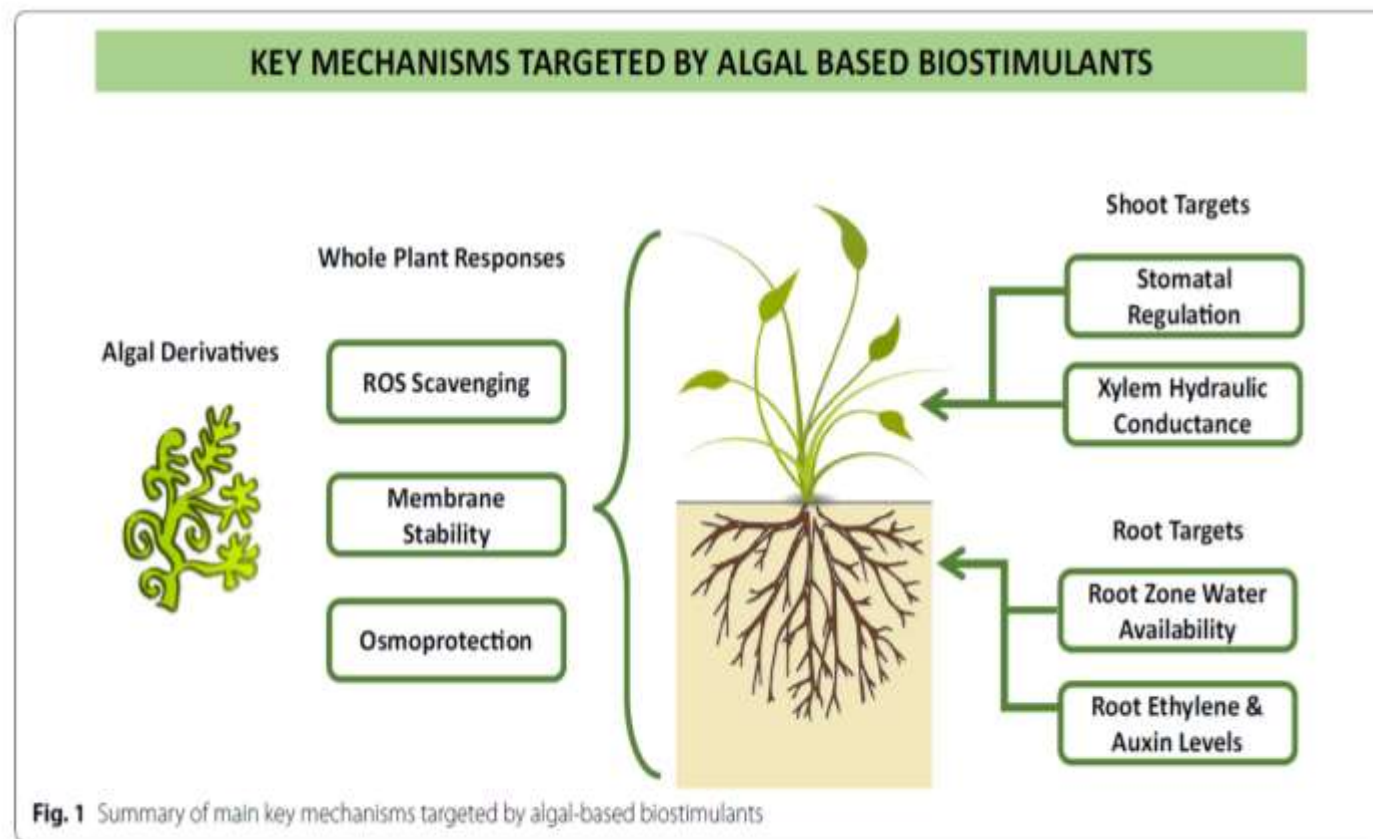 KEY MECHANISMS TARGETED BY ALGAL BASED BIOSTIMULANTS
Algal Derivatives
Whole Plant Responses
ROS Scavenging
Membrane
Stability
Osmoprotection
Shoot Targets
Stomatal
Regulation
Xylem Hydraulic
Conductance
Root Targets
Root Zone Water
Availability
Root Ethylene &
Auxin Levels
Fig. 1 Summary of main key mechanisms targeted by algal-based biostimulants